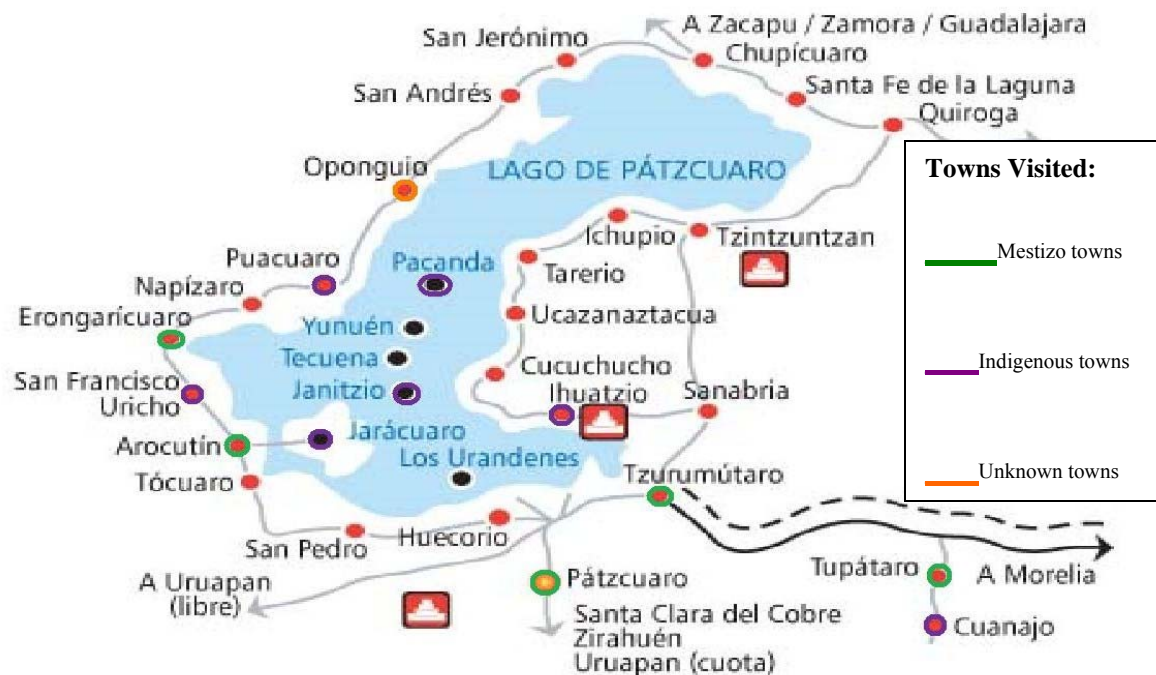 A Zacapu / Zamora / Guadalajara
San Jerónimo
Chupícuaro
San Andrés
Santa Fe de la Laguna
Quiroga
LAGO DE PÁTZCUARO
Oponguio
Ichupio
Tzintzuntzan
Puacuaro
Pacanda
Tarerio
Napízaro
Erongarícuaro
Yunuén
Ucazanaztacua
Tecuena
Cucuchucho
San Francisco
Uricho
Janitzio
Ihuatzio
Sanabria
Arocutín
Jarácuaro
Los Urandenes
Tócuaro
Tzurumútaro
San Pedro
Huecorio
A Uruapan
(libre)
Pátzcuaro
Tupátaro
A Morelia
Santa Clara del Cobre
Zirahuén
Uruapan (cuota)
Cuanajo
Towns Visited:
Mestizo towns
Indigenous towns
Unknown towns